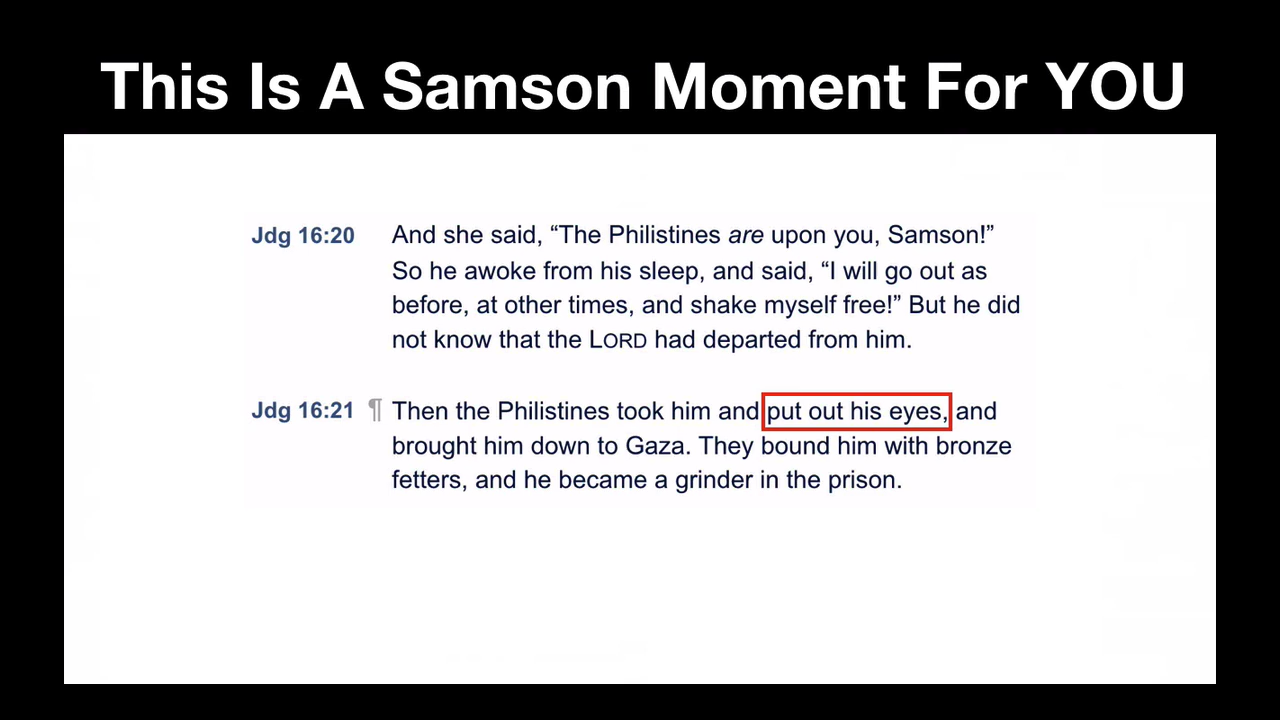 This Is A Samson Moment For YOU
Jdg 16:20 And she said, “The Philistines are upon you, Samson!”
So he awoke from his sleep, and said, “I will go out as
before, at other times, and shake myself free!” But he did
not know that the LORD had departed from him.
Jdg 16:21 ¶ Then the Philistines took him and put out his eyes, and
brought him down to Gaza. They bound him with bronze
fetters, and he became a grinder in the prison.